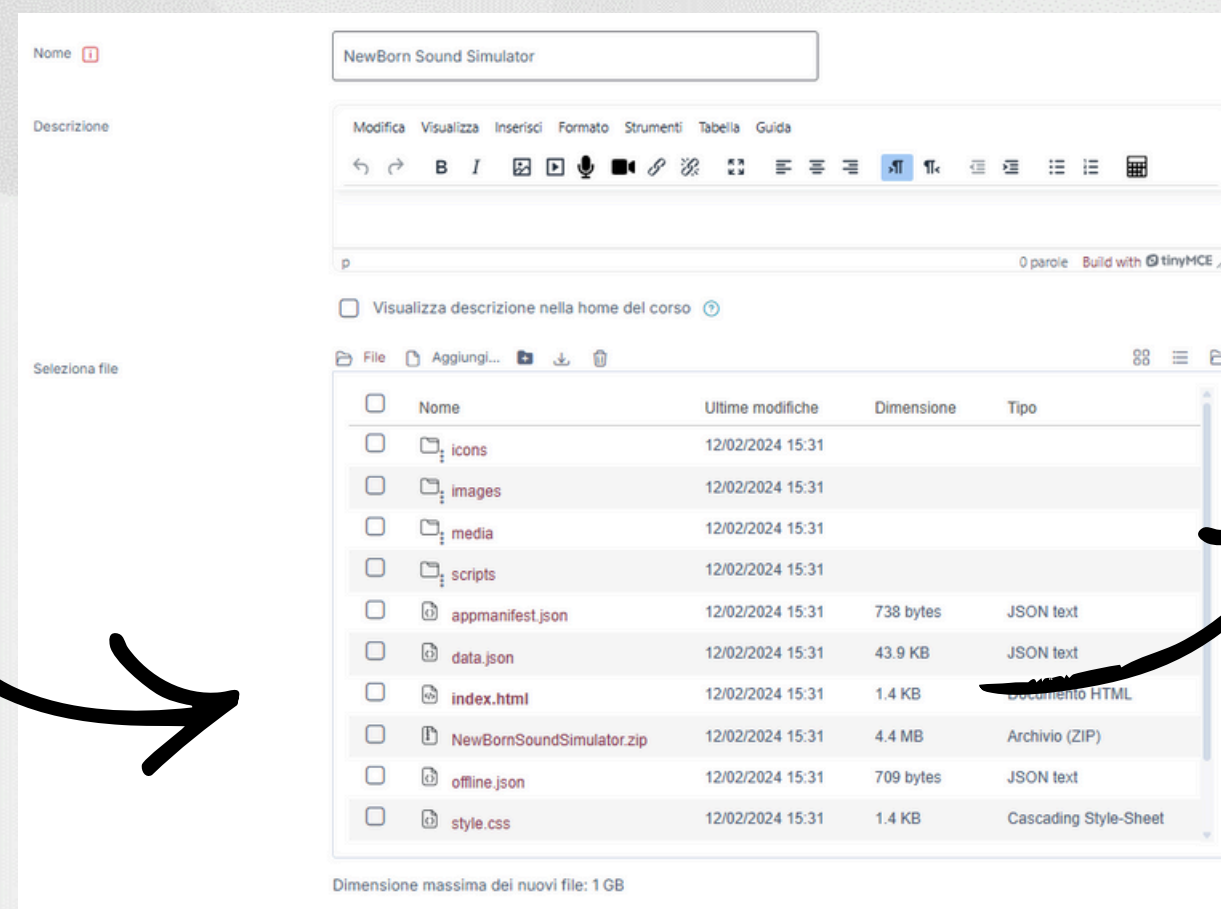 Nome
NewBorn Sound Simulator
Descrizione
Modifica Visualizza Inserisci Formato Strumenti Tabella Guida
B I
p 0 parole Build with tinyMCE
Visualizza descrizione nella home del corso
Seleziona file
File Aggiungi...
Nome Ultime modifiche Dimensione Tipo
icons 12/02/2024 15:31
images 12/02/2024 15:31
media 12/02/2024 15:31
scripts 12/02/2024 15:31
appmanifest.json 12/02/2024 15:31 738 bytes JSON text
data.json 12/02/2024 15:31 43.9 KB JSON text
index.html 12/02/2024 15:31 1.4 KB Documento HTML
NewBornSoundSimulator.zip 12/02/2024 15:31 4.4 MB Archivio (ZIP)
offline.json 12/02/2024 15:31 709 bytes JSON text
style.css 12/02/2024 15:31 1.4 KB Cascading Style-Sheet
Dimensione massima dei nuovi file: 1 GB